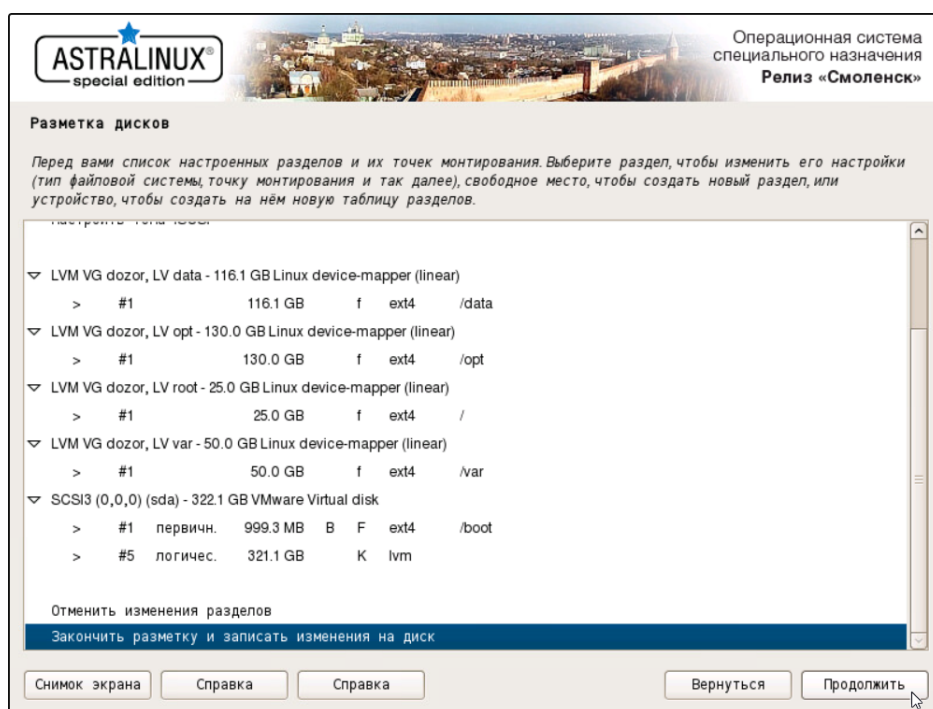 ASTRALINUX®
special edition
Операционная система
специального назначения
Релиз «Смоленск»
Разметка дисков
Перед вами список настроенных разделов и их точек монтирования. Выберите раздел, чтобы изменить его настройки
(тип файловой системы, точку монтирования и так далее), свободное место, чтобы создать новый раздел, или
устройство, чтобы создать на нём новую таблицу разделов.
LVM VG dozor, LV data - 116.1 GB Linux device-mapper (linear)
> #1 116.1 GB f ext4 /data
LVM VG dozor, LV opt - 130.0 GB Linux device-mapper (linear)
> #1 130.0 GB f ext4 /opt
LVM VG dozor, LV root - 25.0 GB Linux device-mapper (linear)
> #1 25.0 GB f ext4 /
LVM VG dozor, LV var - 50.0 GB Linux device-mapper (linear)
> #1 50.0 GB f ext4 /var
SCSI3 (0,0,0) (sda) - 322.1 GB VMware Virtual disk
> #1 первичн. 999.3 MB B F ext4 /boot
> #5 логичес. 321.1 GB K lvm
Отменить изменения разделов
Закончить разметку и записать изменения на диск
Снимок экрана Справка Справка Вернуться Продолжить